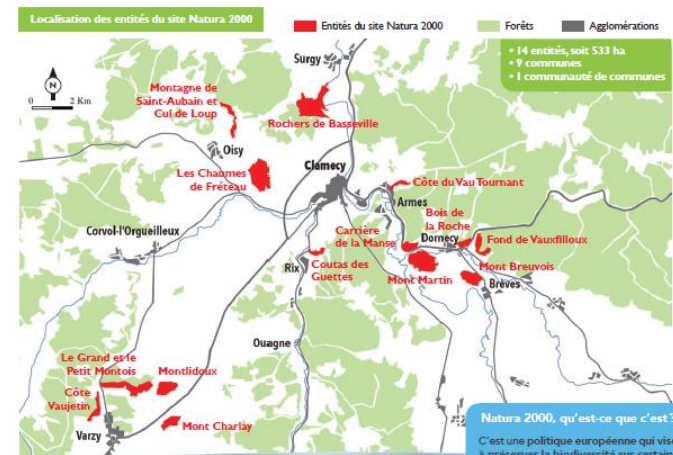 Localisation des entités du site Natura 2000
Entités du site Natura 2000
Forêts
Agglomérations
• 14 entités, soit 533 ha
• 9 communes
• 1 communauté de communes
N
0 2 Km
Surgy
Montagne de
Saint-Aubain et
Cul de Loup
Rochers de Basseville
Oisy
Les Chaumes
de Fréteau
Clamecy
Côte du Vau Tournant
Armes
Corvol-l'Orgueilleux
Carrière
de la Manse
Bois de
la Roche
Dornecy
Fond de Vauxfilloux
Rix
Coutas des
Guettes
Mont Martin
Mont Breuvois
Brèves
Ouagne
Le Grand et le
Petit Montois
Montlidoux
Côte
Vaujetin
Mont Charlay
Varzy
Natura 2000, qu'est-ce que c'est ?
C'est une politique européenne qui vise
à préserver la biodiversité sur certain